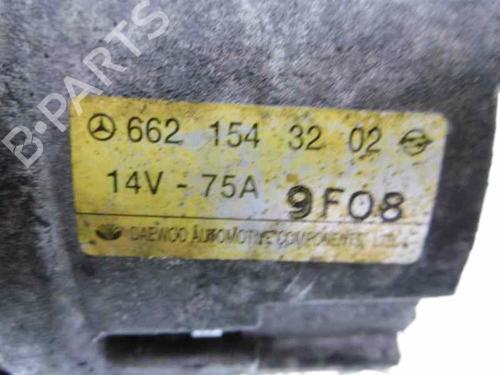 B-PARTS
662 154 32 02
14V - 75A 9F08
DAEWOO AUTOMOTIVE COMPONENTS, LTD.